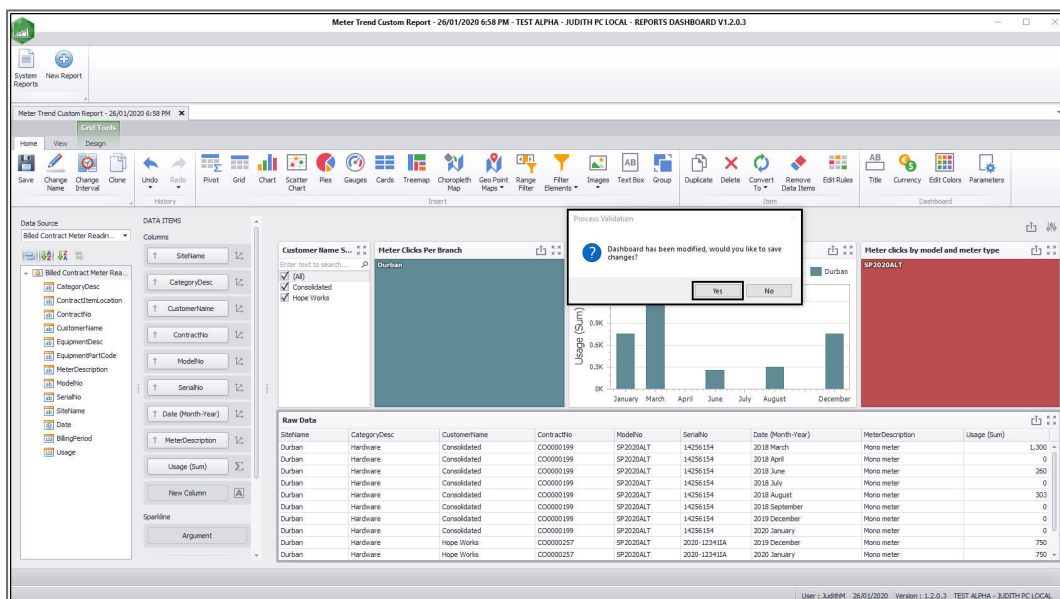 Meter Trend Custom Report - 26/01/2020 6:58 PM - TEST ALPHA - JUDITH PC LOCAL - REPORTS DASHBOARD V1.2.0.3
System Reports
New Report
Meter Trend Custom Report - 26/01/2020 6:58 PM
Grid Tools
Home View Design
Save Change Name Change Interval Clone Undo Redo Pivot Grid Chart Scatter Chart Pies Gauges Cards Treemap Choropleth Map Geo Point Maps Range Filter Filter Elements Images Text Box Group Duplicate Delete Convert To Remove Data Items Edit Rules Title Currency Edit Colors Parameters
History Insert Item Dashboard
Data Source
Billed Contract Meter Readin...
Billed Contract Meter Rea...
CategoryDesc
ContractItemLocation
ContractNo
CustomerName
EquipmentDesc
EquipmentPartCode
MeterDescription
ModelNo
SerialNo
SiteName
Date
BillingPeriod
Usage
DATA ITEMS
Columns
SiteName
CategoryDesc
CustomerName
ContractNo
ModelNo
SerialNo
Date (Month-Year)
MeterDescription
Usage (Sum)
New Column
Sparkline
Argument
Customer Name S...
Enter text to search...
(All)
Consolidated
Hope Works
Meter Clicks Per Branch
Durban
Process Validation
Dashboard has been modified, would you like to save
changes?
Yes No
Durban
Usage (Sum)
0.9K
0.6K
0.3K
0K
January March April June July August December
Meter clicks by model and meter type
SP2020ALT
Raw Data
SiteName CategoryDesc CustomerName ContractNo ModelNo SerialNo Date (Month-Year) MeterDescription Usage (Sum)
Durban Hardware Consolidated CO0000199 SP2020ALT 14256154 2018 March Mono meter 1,300
Durban Hardware Consolidated CO0000199 SP2020ALT 14256154 2018 April Mono meter 0
Durban Hardware Consolidated CO0000199 SP2020ALT 14256154 2018 June Mono meter 260
Durban Hardware Consolidated CO0000199 SP2020ALT 14256154 2018 July Mono meter 0
Durban Hardware Consolidated CO0000199 SP2020ALT 14256154 2018 August Mono meter 303
Durban Hardware Consolidated CO0000199 SP2020ALT 14256154 2018 September Mono meter 0
Durban Hardware Consolidated CO0000199 SP2020ALT 14256154 2019 December Mono meter 0
Durban Hardware Consolidated CO0000199 SP2020ALT 14256154 2020 January Mono meter 0
Durban Hardware Hope Works CO0000257 SP2020ALT 2020-12341IA 2019 December Mono meter 750
Durban Hardware Hope Works CO0000257 SP2020ALT 2020-12341IA 2020 January Mono meter 750
User : JudithM 26/01/2020 Version : 1.2.0.3 TEST ALPHA - JUDITH PC LOCAL